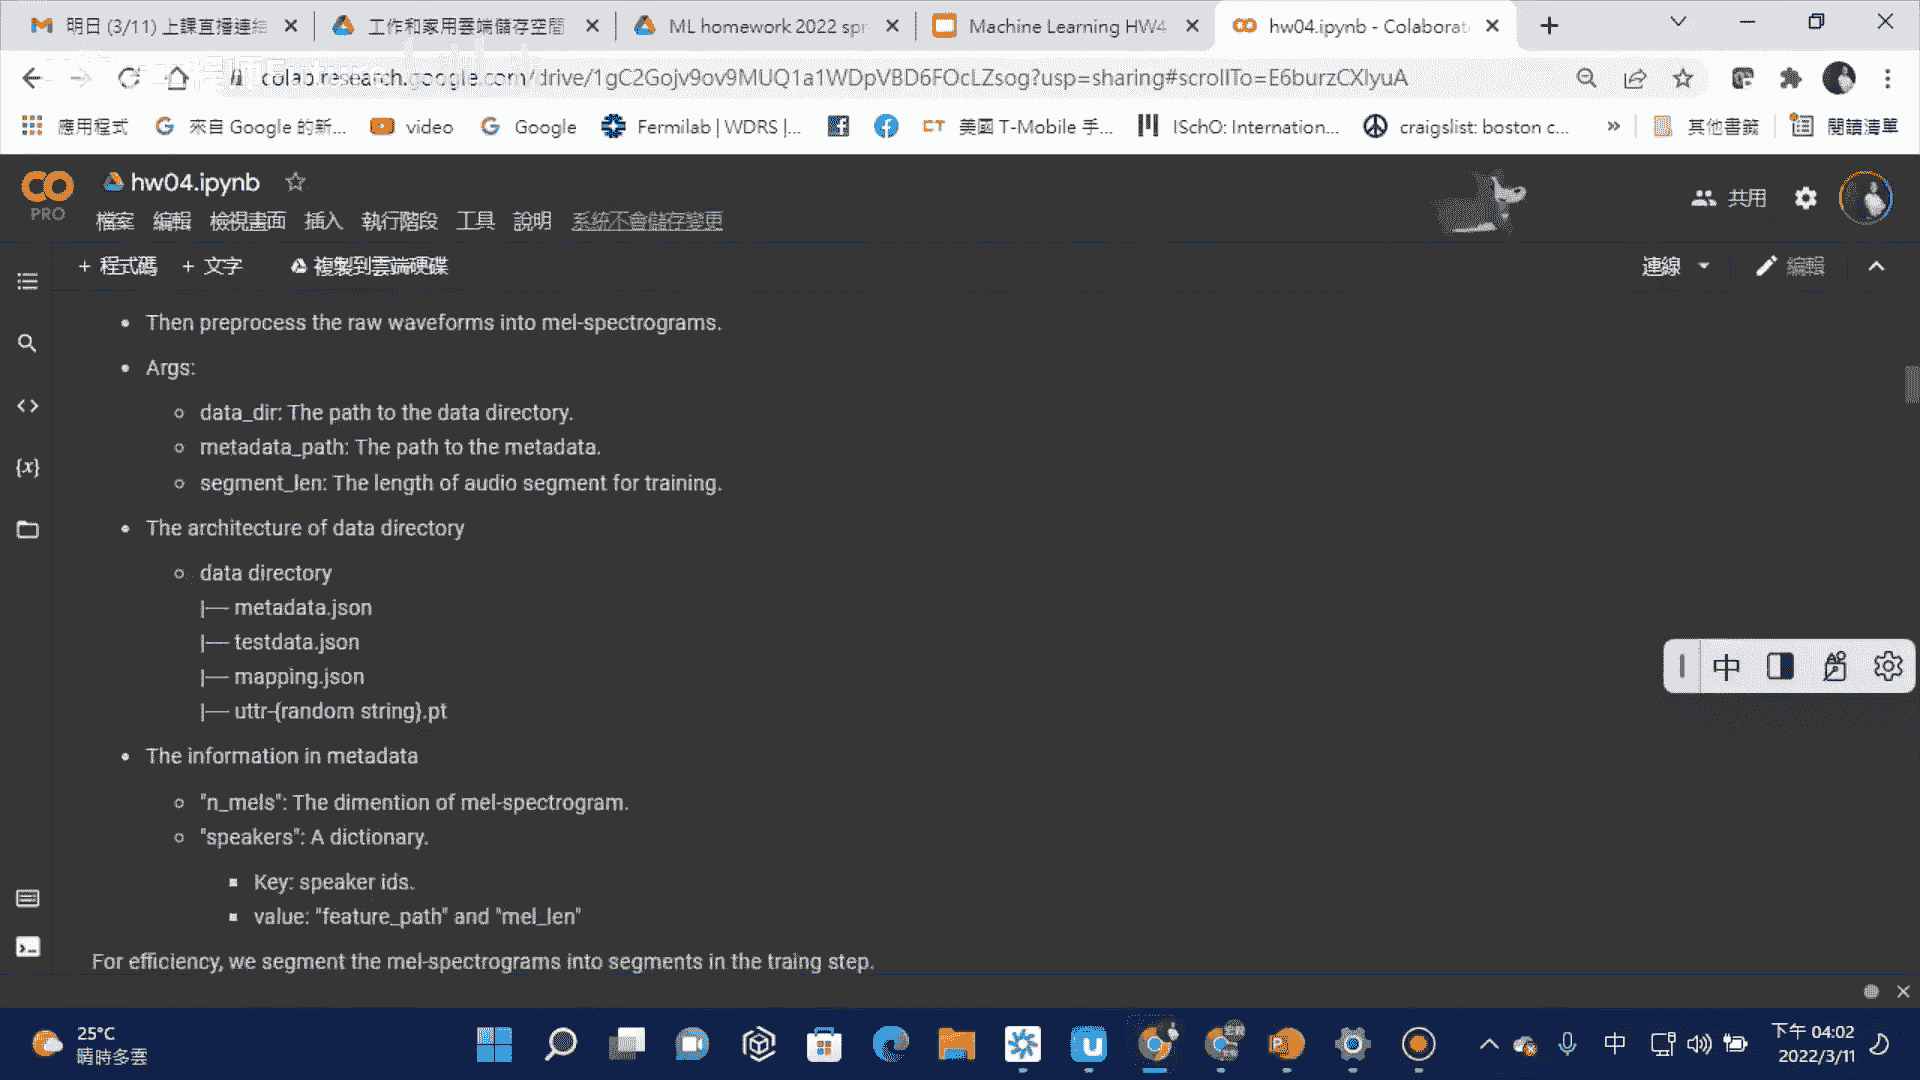 明日 (3/11) 上課直播連結
工作和家用雲端儲存空間
ML homework 2022 spr
Machine Learning HW4
hw04.ipynb - Colaborat
colab.research.google.com/drive/1gC2Gojv9ov9MUQ1a1WDpVBD6FOcLZsog?usp=sharing#scrollTo=E6burzCXIyuA
應用程式
來自 Google 的新...
video
Google
Fermilab | WDRS |...
CT
美國 T-Mobile 手...
ISchO: Internation...
craigslist: boston c...
»
其他書籤
閱讀清單
CO
PRO
hw04.ipynb
共用
檔案 編輯 檢視畫面 插入 執行階段 工具 說明 系統不會儲存變更
+ 程式碼 + 文字 複製到雲端硬碟
連線
編輯
• Then preprocess the raw waveforms into mel-spectrograms.
• Args:
data_dir: The path to the data directory.
metadata_path: The path to the metadata.
segment_len: The length of audio segment for training.
• The architecture of data directory
data directory
|── metadata.json
|── testdata.json
|── mapping.json
|── uttr-{random string}.pt
• The information in metadata
"n_mels": The dimention of mel-spectrogram.
"speakers": A dictionary.
Key: speaker ids.
value: "feature_path" and "mel_len"
For efficiency, we segment the mel-spectrograms into segments in the traing step.
中
25°C
晴時多雲
中
下午 04:02
2022/3/11